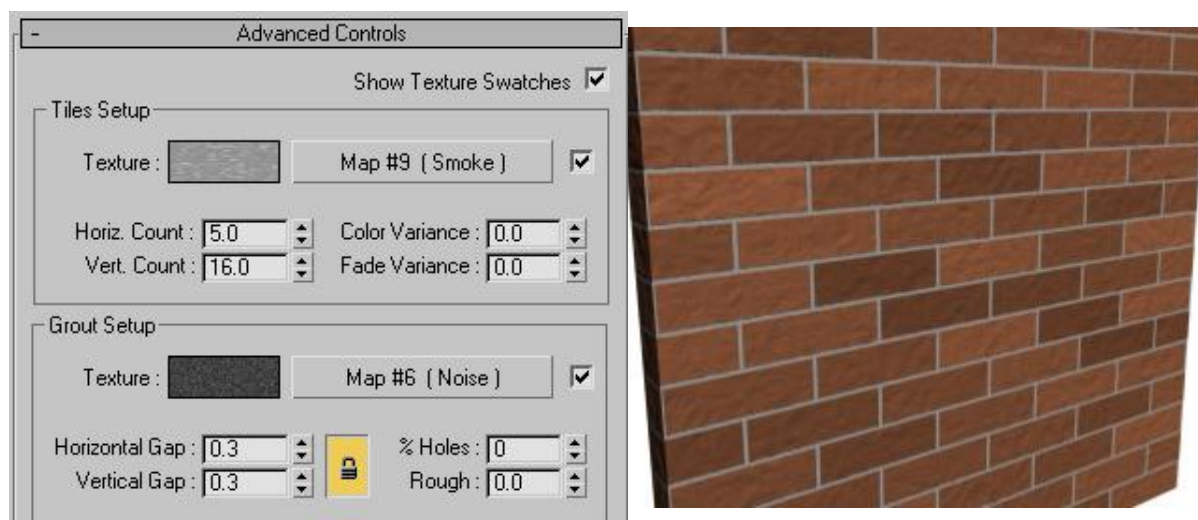 - Advanced Controls
Show Texture Swatches
Tiles Setup
Texture : Map #9 ( Smoke )
Horiz. Count : 5.0 Color Variance : 0.0
Vert. Count : 16.0 Fade Variance : 0.0
Grout Setup
Texture : Map #6 ( Noise )
Horizontal Gap : 0.3 % Holes : 0
Vertical Gap : 0.3 Rough : 0.0